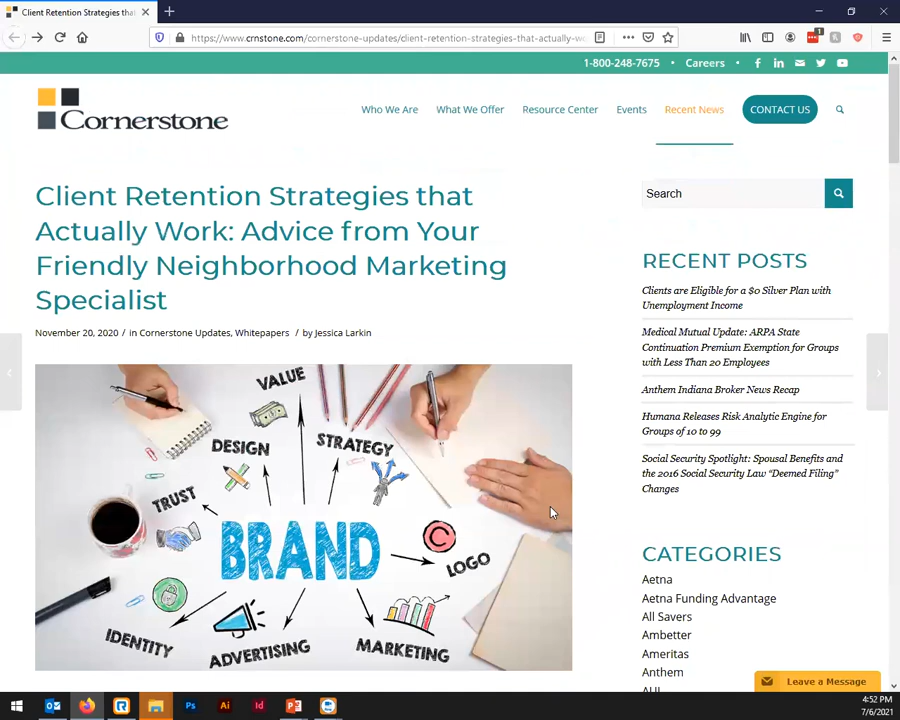 Client Retention Strategies tha
https://www.crnstone.com/cornerstone-updates/client-retention-strategies-that-actually-wo
1
1-800-248-7675 • Careers •
Cornerstone
Who We Are
What We Offer
Resource Center
Events
Recent News
CONTACT US
Client Retention Strategies that
Actually Work: Advice from Your
Friendly Neighborhood Marketing
Specialist
November 20, 2020 / in Cornerstone Updates, Whitepapers / by Jessica Larkin
VALUE
DESIGN
STRATEGY
TRUST
BRAND
C
LOGO
IDENTITY
ADVERTISING
MARKETING
Search
RECENT POSTS
Clients are Eligible for a $0 Silver Plan with
Unemployment Income
Medical Mutual Update: ARPA State
Continuation Premium Exemption for Groups
with Less Than 20 Employees
Anthem Indiana Broker News Recap
Humana Releases Risk Analytic Engine for
Groups of 10 to 99
Social Security Spotlight: Spousal Benefits and
the 2016 Social Security Law “Deemed Filing”
Changes
CATEGORIES
Aetna
Aetna Funding Advantage
All Savers
Ambetter
Ameritas
Anthem
Leave a Message
Ps
Ai
Id
4:52 PM
7/6/2021